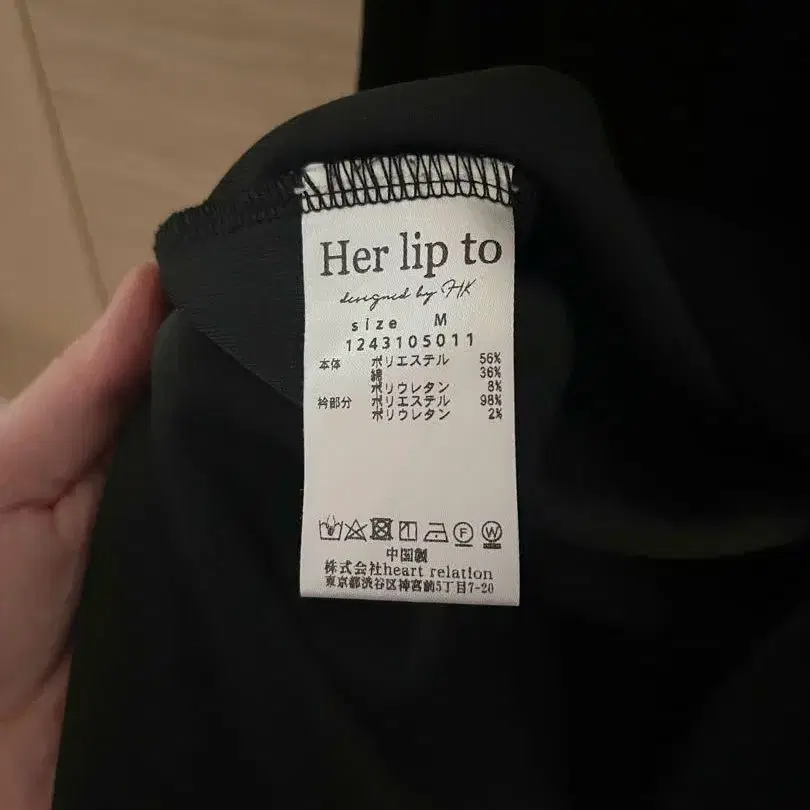 Her lip to
designed by HK
size M
1243105011
本体 ポリエステル 56%
綿 36%
ポリウレタン 8%
衿部分 ポリエステル 98%
ポリウレタン 2%
F W
中国製
株式会社heart relation
東京都渋谷区神宮前5丁目7-20